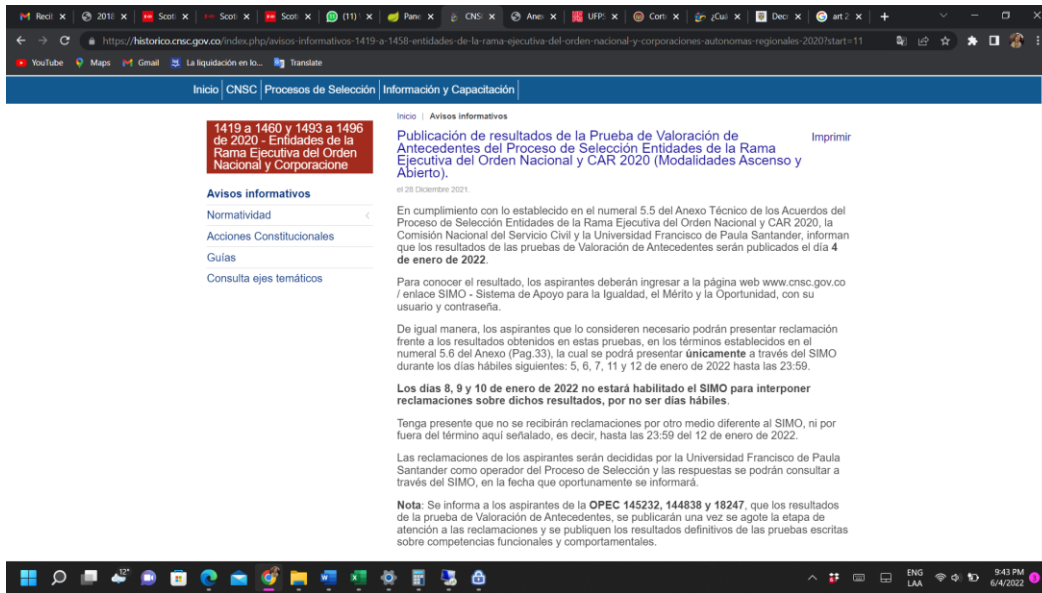 Recil
2018
Scoti
Scoti
Scoti
(11)
Pane
CNS
Anex
UFPS
Corti
¿Cuá
Decr
art 2
https://historico.cnsc.gov.co/index.php/avisos-informativos-1419-a-1458-entidades-de-la-rama-ejecutiva-del-orden-nacional-y-corporaciones-autonomas-regionales-2020?start=11
YouTube Maps Gmail La liquidación en lo... Translate
Inicio CNSC Procesos de Selección Información y Capacitación
1419 a 1460 y 1493 a 1496
de 2020 - Entidades de la
Rama Ejecutiva del Orden
Nacional y Corporacione
Avisos informativos
Normatividad
Acciones Constitucionales
Guías
Consulta ejes temáticos
Inicio | Avisos informativos
Publicación de resultados de la Prueba de Valoración de
Antecedentes del Proceso de Selección Entidades de la Rama
Ejecutiva del Orden Nacional y CAR 2020 (Modalidades Ascenso y
Abierto).
Imprimir
el 28 Diciembre 2021.
En cumplimiento con lo establecido en el numeral 5.5 del Anexo Técnico de los Acuerdos del
Proceso de Selección Entidades de la Rama Ejecutiva del Orden Nacional y CAR 2020, la
Comisión Nacional del Servicio Civil y la Universidad Francisco de Paula Santander, informan
que los resultados de las pruebas de Valoración de Antecedentes serán publicados el día 4
de enero de 2022.
Para conocer el resultado, los aspirantes deberán ingresar a la página web www.cnsc.gov.co
/ enlace SIMO - Sistema de Apoyo para la Igualdad, el Mérito y la Oportunidad, con su
usuario y contraseña.
De igual manera, los aspirantes que lo consideren necesario podrán presentar reclamación
frente a los resultados obtenidos en estas pruebas, en los términos establecidos en el
numeral 5.6 del Anexo (Pag.33), la cual se podrá presentar únicamente a través del SIMO
durante los días hábiles siguientes: 5, 6, 7, 11 y 12 de enero de 2022 hasta las 23:59.
Los días 8, 9 y 10 de enero de 2022 no estará habilitado el SIMO para interponer
reclamaciones sobre dichos resultados, por no ser días hábiles.
Tenga presente que no se recibirán reclamaciones por otro medio diferente al SIMO, ni por
fuera del término aquí señalado, es decir, hasta las 23:59 del 12 de enero de 2022.
Las reclamaciones de los aspirantes serán decididas por la Universidad Francisco de Paula
Santander como operador del Proceso de Selección y las respuestas se podrán consultar a
través del SIMO, en la fecha que oportunamente se informará.
Nota: Se informa a los aspirantes de la OPEC 145232, 144838 y 18247, que los resultados
de la prueba de Valoración de Antecedentes, se publicarán una vez se agote la etapa de
atención a las reclamaciones y se publiquen los resultados definitivos de las pruebas escritas
sobre competencias funcionales y comportamentales.
12°
ENG
LAA
9:43 PM
6/4/2022